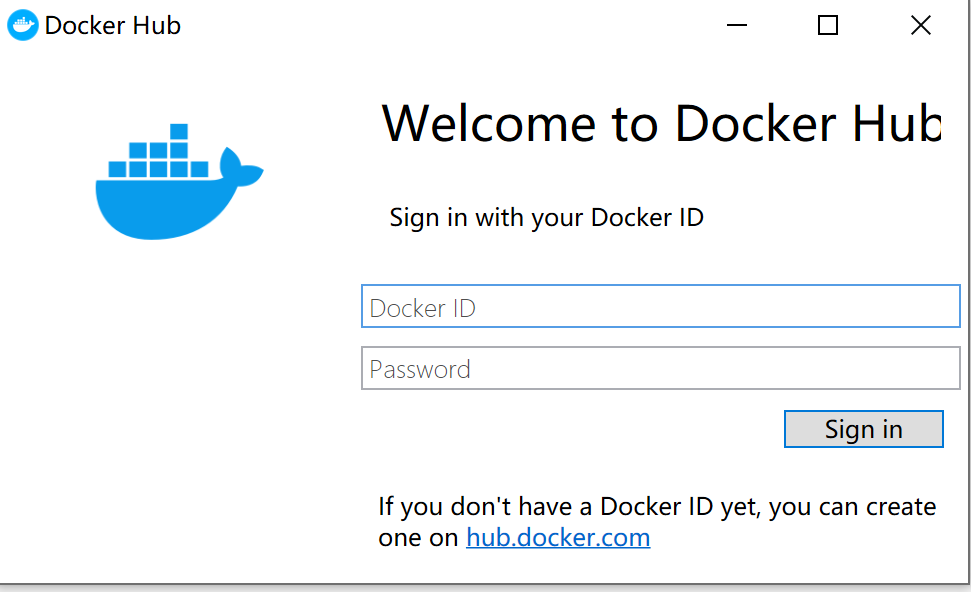 Docker Hub
Welcome to Docker Hub
Sign in with your Docker ID
Docker ID
Password
Sign in
If you don't have a Docker ID yet, you can create
one on hub.docker.com